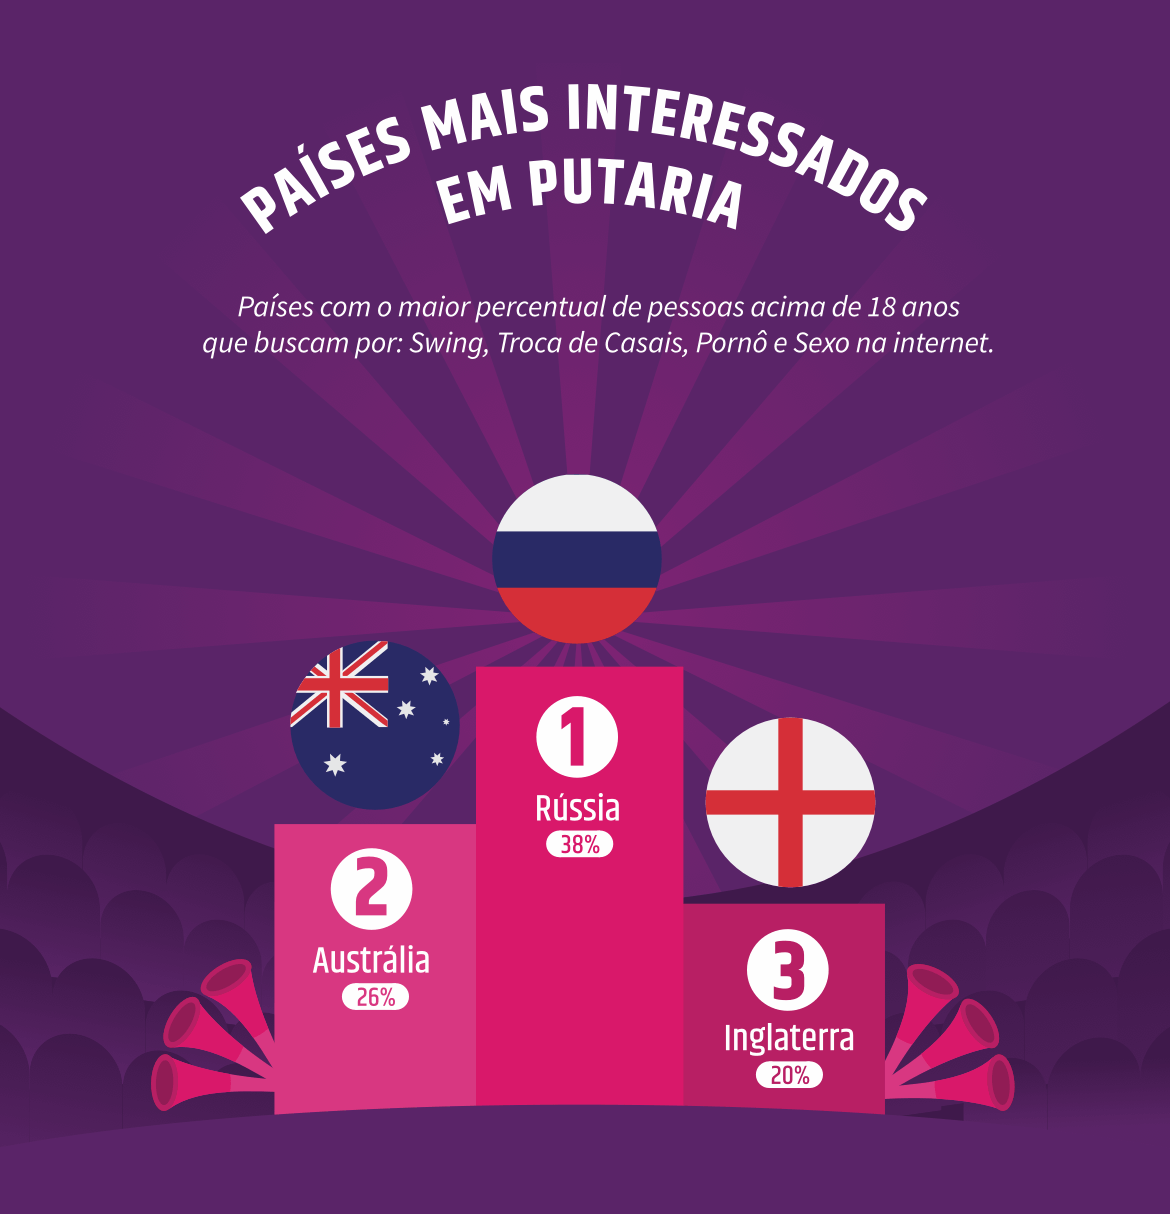 PAÍSES MAIS INTERESSADOS
EM PUTARIA
Países com o maior percentual de pessoas acima de 18 anos
que buscam por: Swing, Troca de Casais, Pornô e Sexo na internet.
1
Rússia
38%
2
Austrália
26%
3
Inglaterra
20%